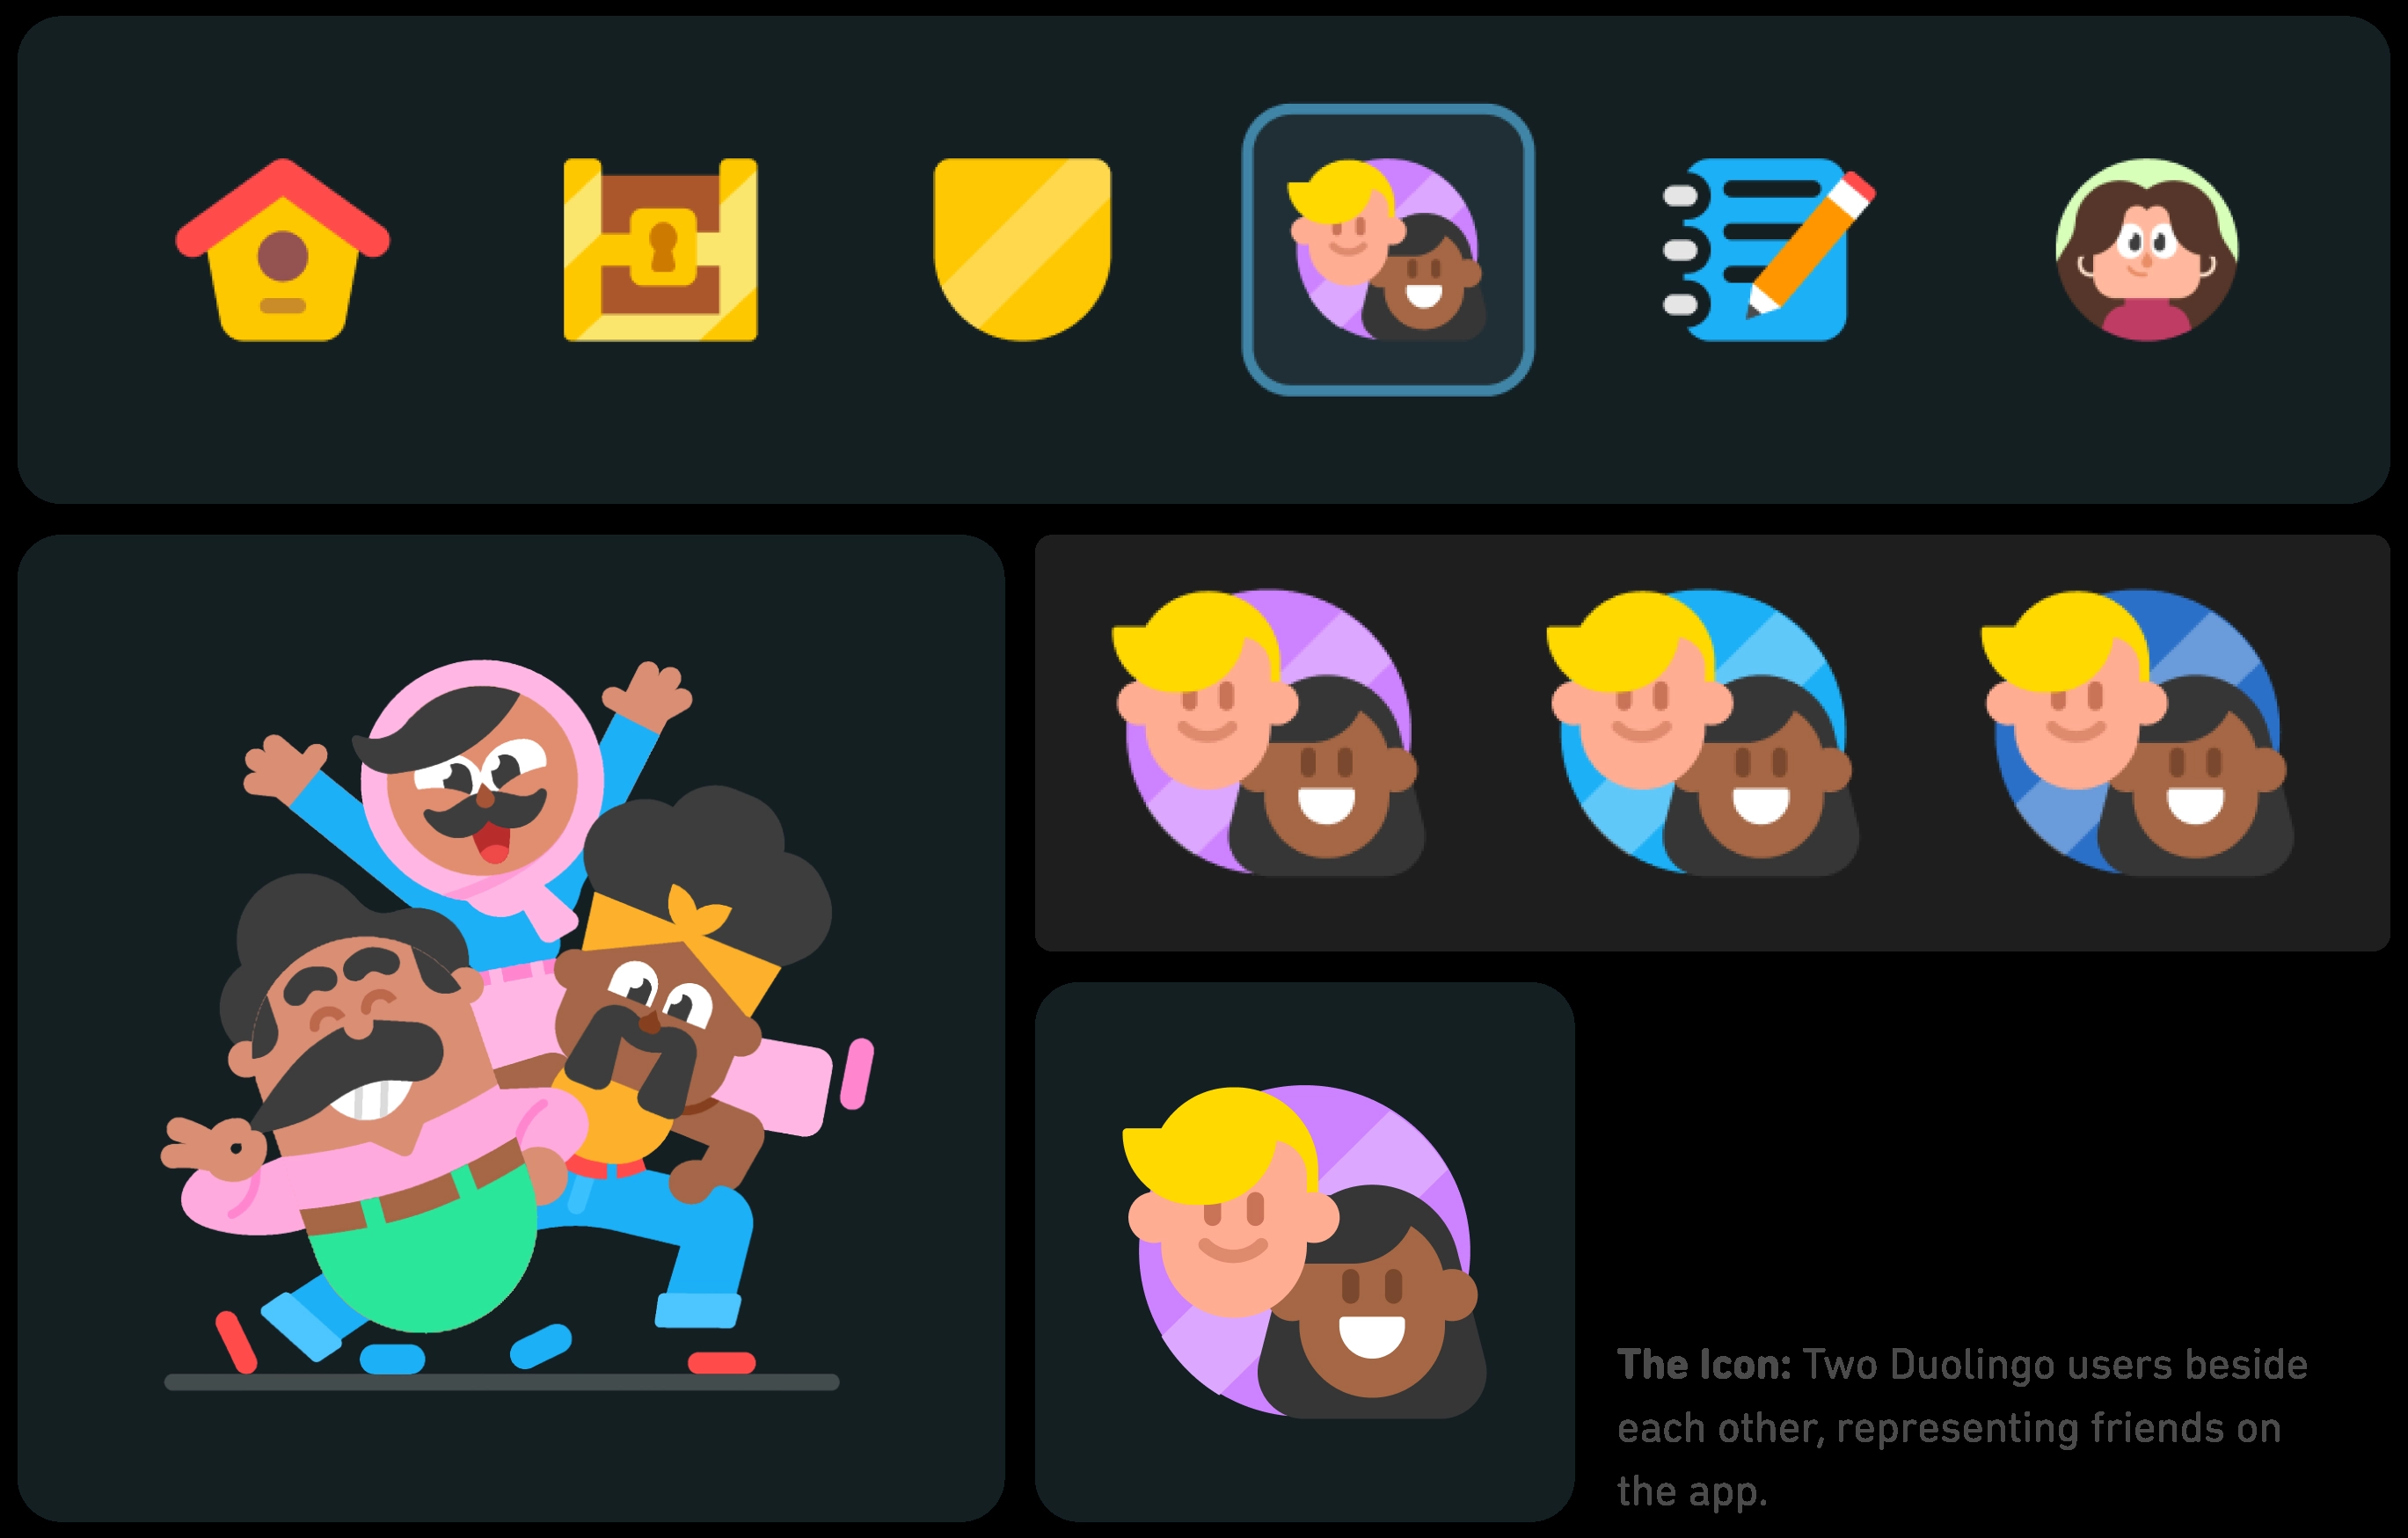 The Icon: Two Duolingo users beside
each other, representing friends on
the app.